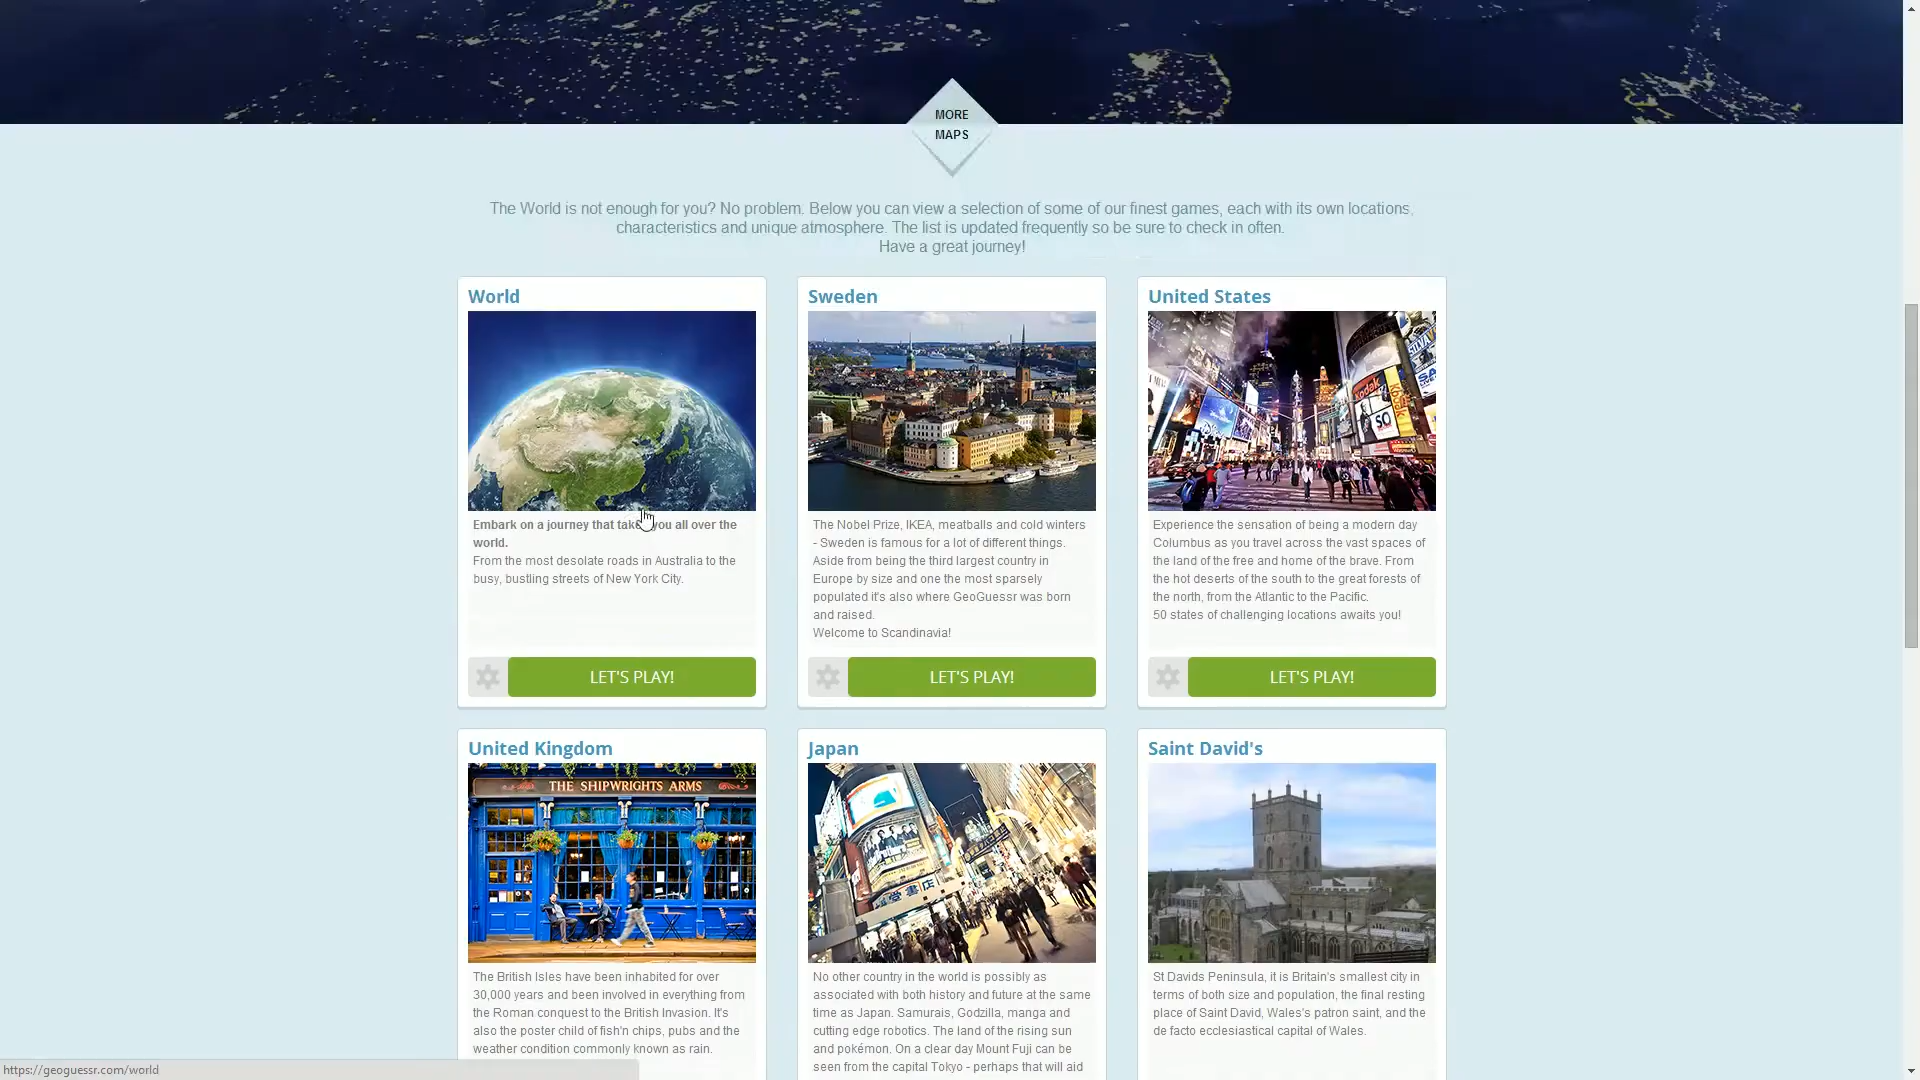 MORE
MAPS
The World is not enough for you? No problem. Below you can view a selection of some of our finest games, each with its own locations,
characteristics and unique atmosphere. The list is updated frequently so be sure to check in often.
Have a great journey!
World
Embark on a journey that takes you all over the
world.
From the most desolate roads in Australia to the
busy, bustling streets of New York City.
LET'S PLAY!
Sweden
The Nobel Prize, IKEA, meatballs and cold winters
- Sweden is famous for a lot of different things.
Aside from being the third largest country in
Europe by size and one the most sparsely
populated it's also where GeoGuessr was born
and raised.
Welcome to Scandinavia!
LET'S PLAY!
United States
Kodak
SO
Experience the sensation of being a modern day
Columbus as you travel across the vast spaces of
the land of the free and home of the brave. From
the hot deserts of the south to the great forests of
the north, from the Atlantic to the Pacific.
50 states of challenging locations awaits you!
LET'S PLAY!
United Kingdom
THE SHIPWRIGHTS ARMS
The British Isles have been inhabited for over
30,000 years and been involved in everything from
the Roman conquest to the British Invasion. It's
also the poster child of fish'n chips, pubs and the
weather condition commonly known as rain.
Japan
No other country in the world is possibly as
associated with both history and future at the same
time as Japan. Samurais, Godzilla, manga and
cutting edge robotics. The land of the rising sun
and pokémon. On a clear day Mount Fuji can be
seen from the capital Tokyo - perhaps that will aid
Saint David's
St Davids Peninsula, it is Britain's smallest city in
terms of both size and population, the final resting
place of Saint David, Wales's patron saint, and the
de facto ecclesiastical capital of Wales.
https://geoguessr.com/world